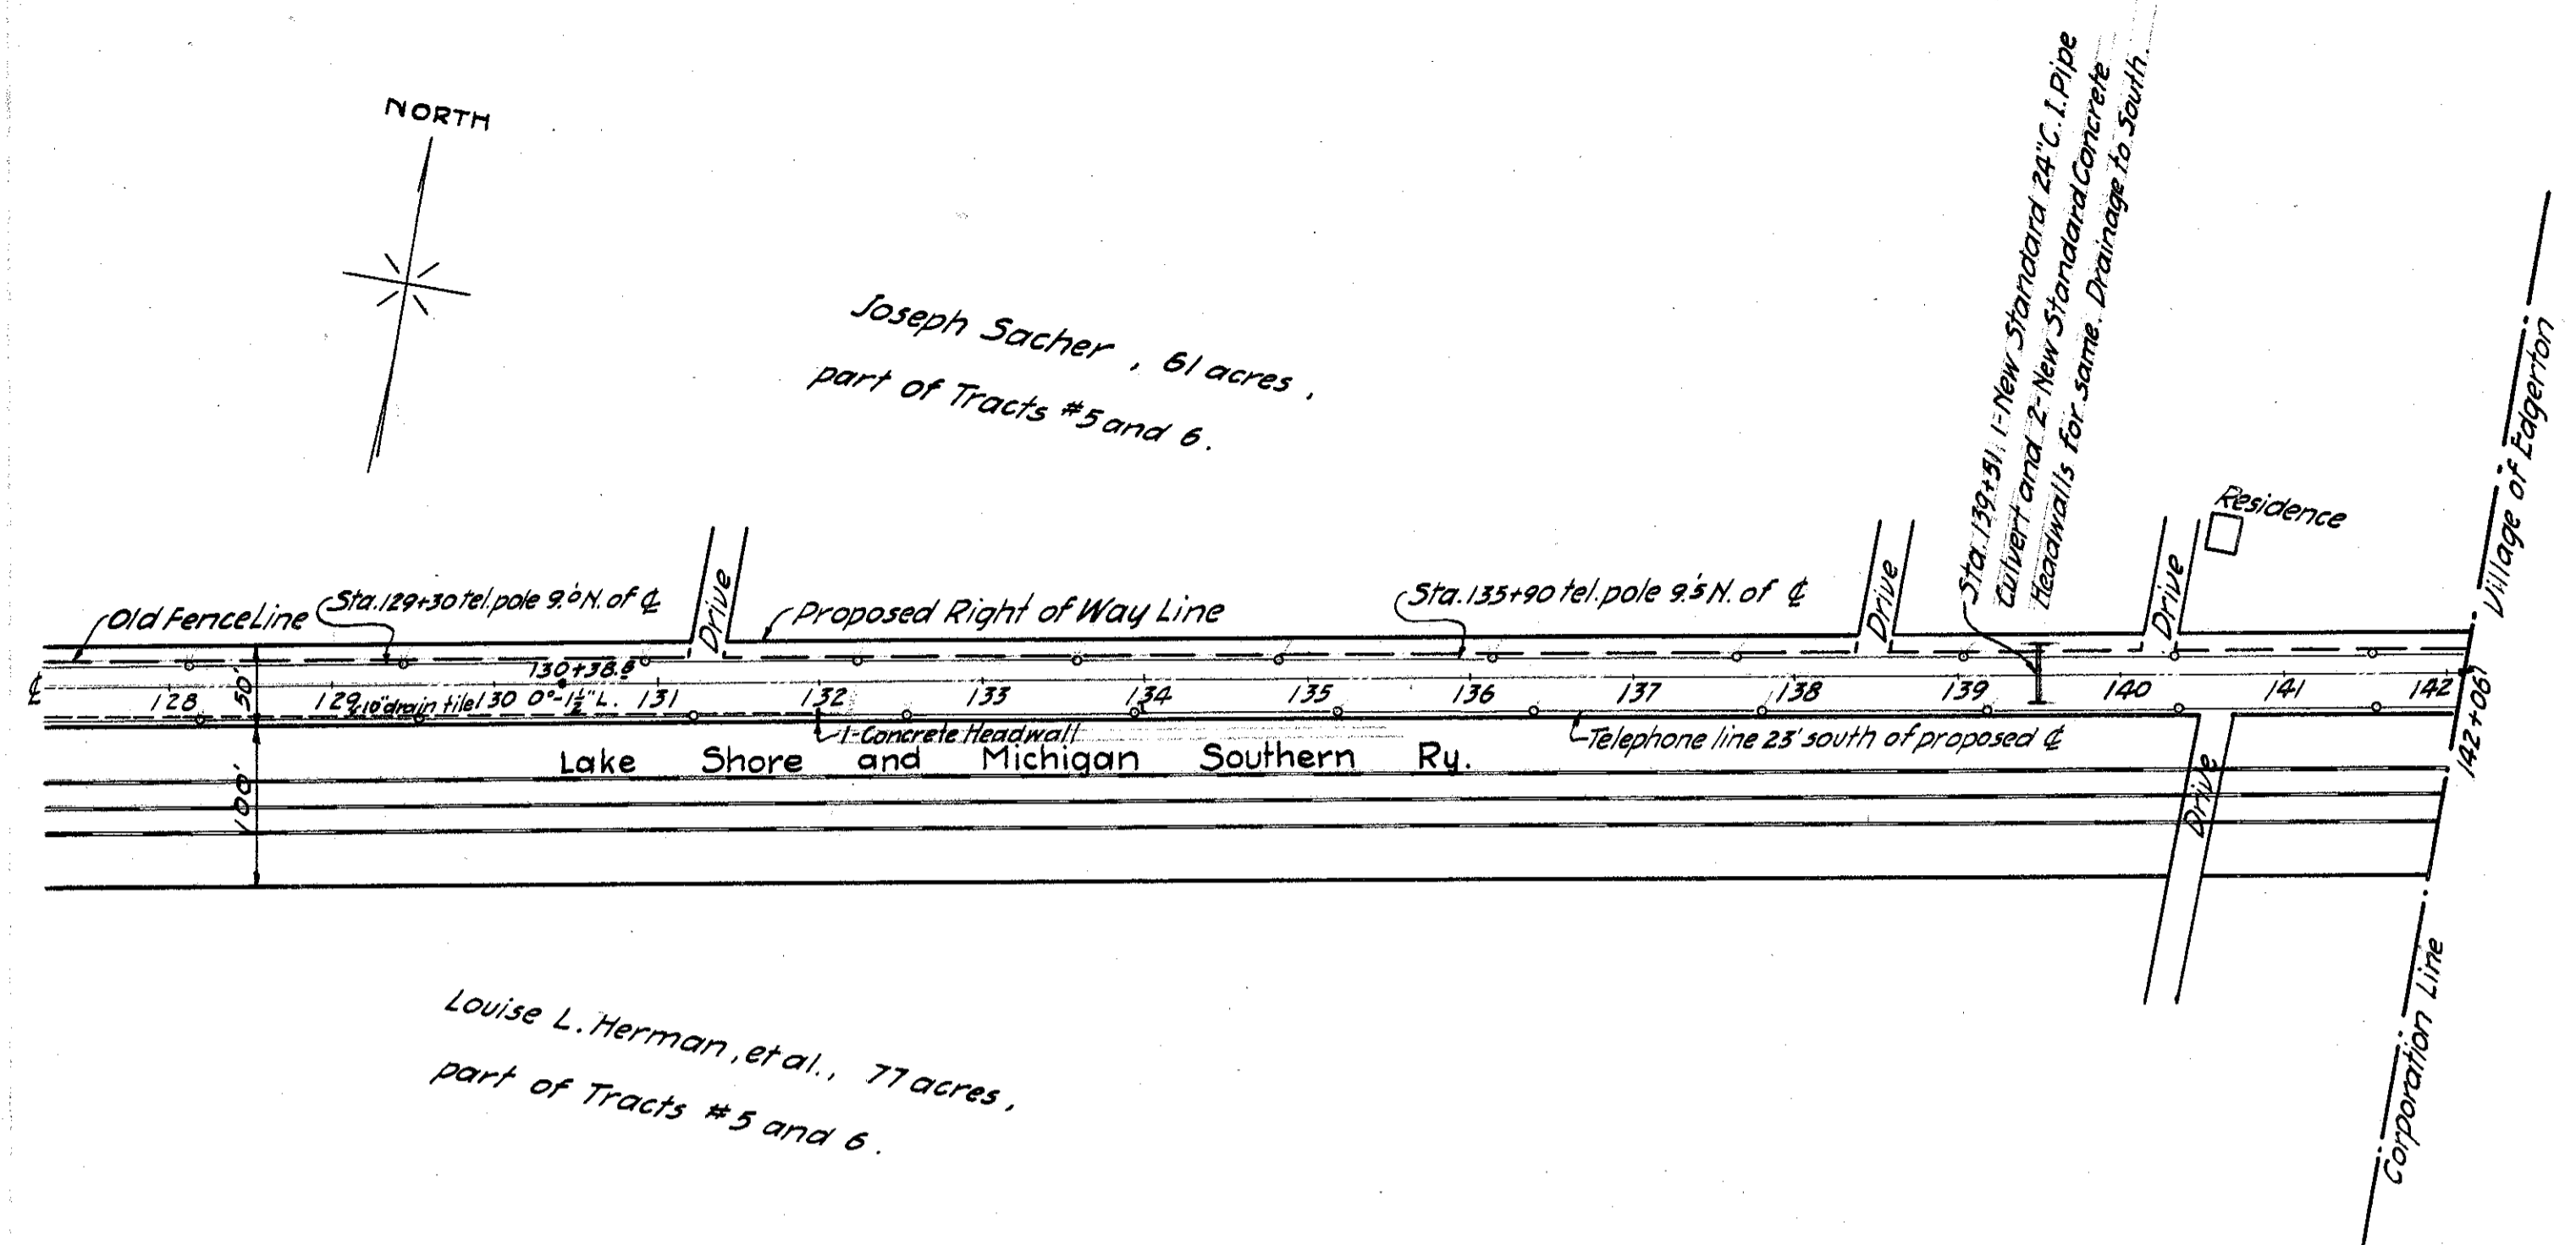 NORTH
Joseph Sacher , 61 acres ,
part of Tracts #5 and 6.
Sta. 139+51, 1-New Standard 24" C. I. Pipe
Culvert and 2-New Standard Concrete
Headwalls for same. Drainage to South.
Village of Edgerton
Residence
Old Fence Line
Sta. 129+30 tel. pole 9.0' N. of ℄
Drive
Proposed Right of Way Line
Sta. 135+90 tel. pole 9.5' N. of ℄
Drive
Drive
130+38.6
℄
50'
128 129 130 131 132 133 134 135 136 137 138 139 140 141 142
10" drain tile
0°-1½" L.
142+061
1-Concrete Headwall
Telephone line 23' south of proposed ℄
Lake Shore and Michigan Southern Ry.
100'
Drive
Louise L. Herman, et al., 77 acres,
part of Tracts #5 and 6.
Corporation Line